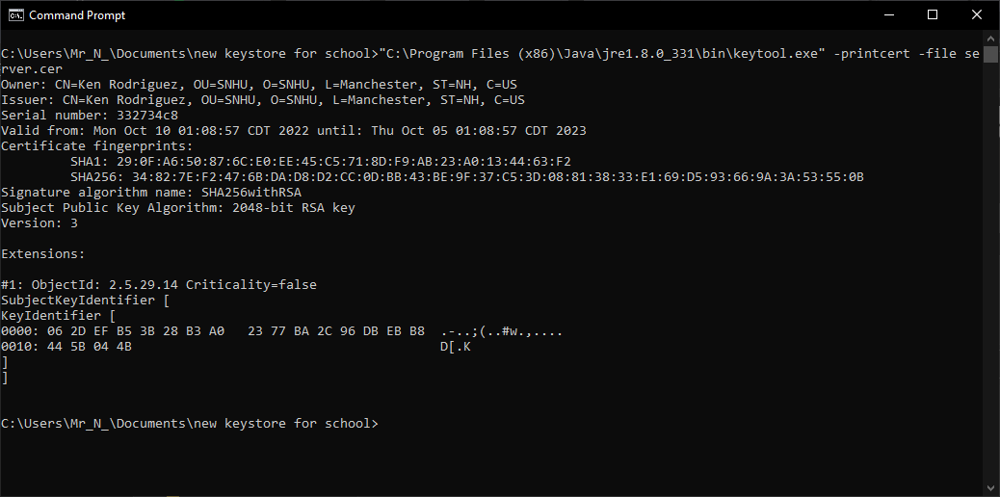 Command Prompt
C:\Users\Mr_N_\Documents\new keystore for school>"C:\Program Files (x86)\Java\jre1.8.0_331\bin\keytool.exe" -printcert -file se
rver.cer
Owner: CN=Ken Rodriguez, OU=SNHU, O=SNHU, L=Manchester, ST=NH, C=US
Issuer: CN=Ken Rodriguez, OU=SNHU, O=SNHU, L=Manchester, ST=NH, C=US
Serial number: 332734c8
Valid from: Mon Oct 10 01:08:57 CDT 2022 until: Thu Oct 05 01:08:57 CDT 2023
Certificate fingerprints:
         SHA1: 29:0F:A6:50:87:6C:E0:EE:45:C5:71:8D:F9:AB:23:A0:13:44:63:F2
         SHA256: 34:82:7E:F2:47:6B:DA:D8:D2:CC:0D:BB:43:BE:9F:37:C5:3D:08:81:38:33:E1:69:D5:93:66:9A:3A:53:55:0B
Signature algorithm name: SHA256withRSA
Subject Public Key Algorithm: 2048-bit RSA key
Version: 3
Extensions:
#1: ObjectId: 2.5.29.14 Criticality=false
SubjectKeyIdentifier [
KeyIdentifier [
0000: 06 2D EF B5 3B 28 B3 A0   23 77 BA 2C 96 DB EB B8  .-..;(..#w.,....
0010: 44 5B 04 4B                                        D[.K
]
]
C:\Users\Mr_N_\Documents\new keystore for school>